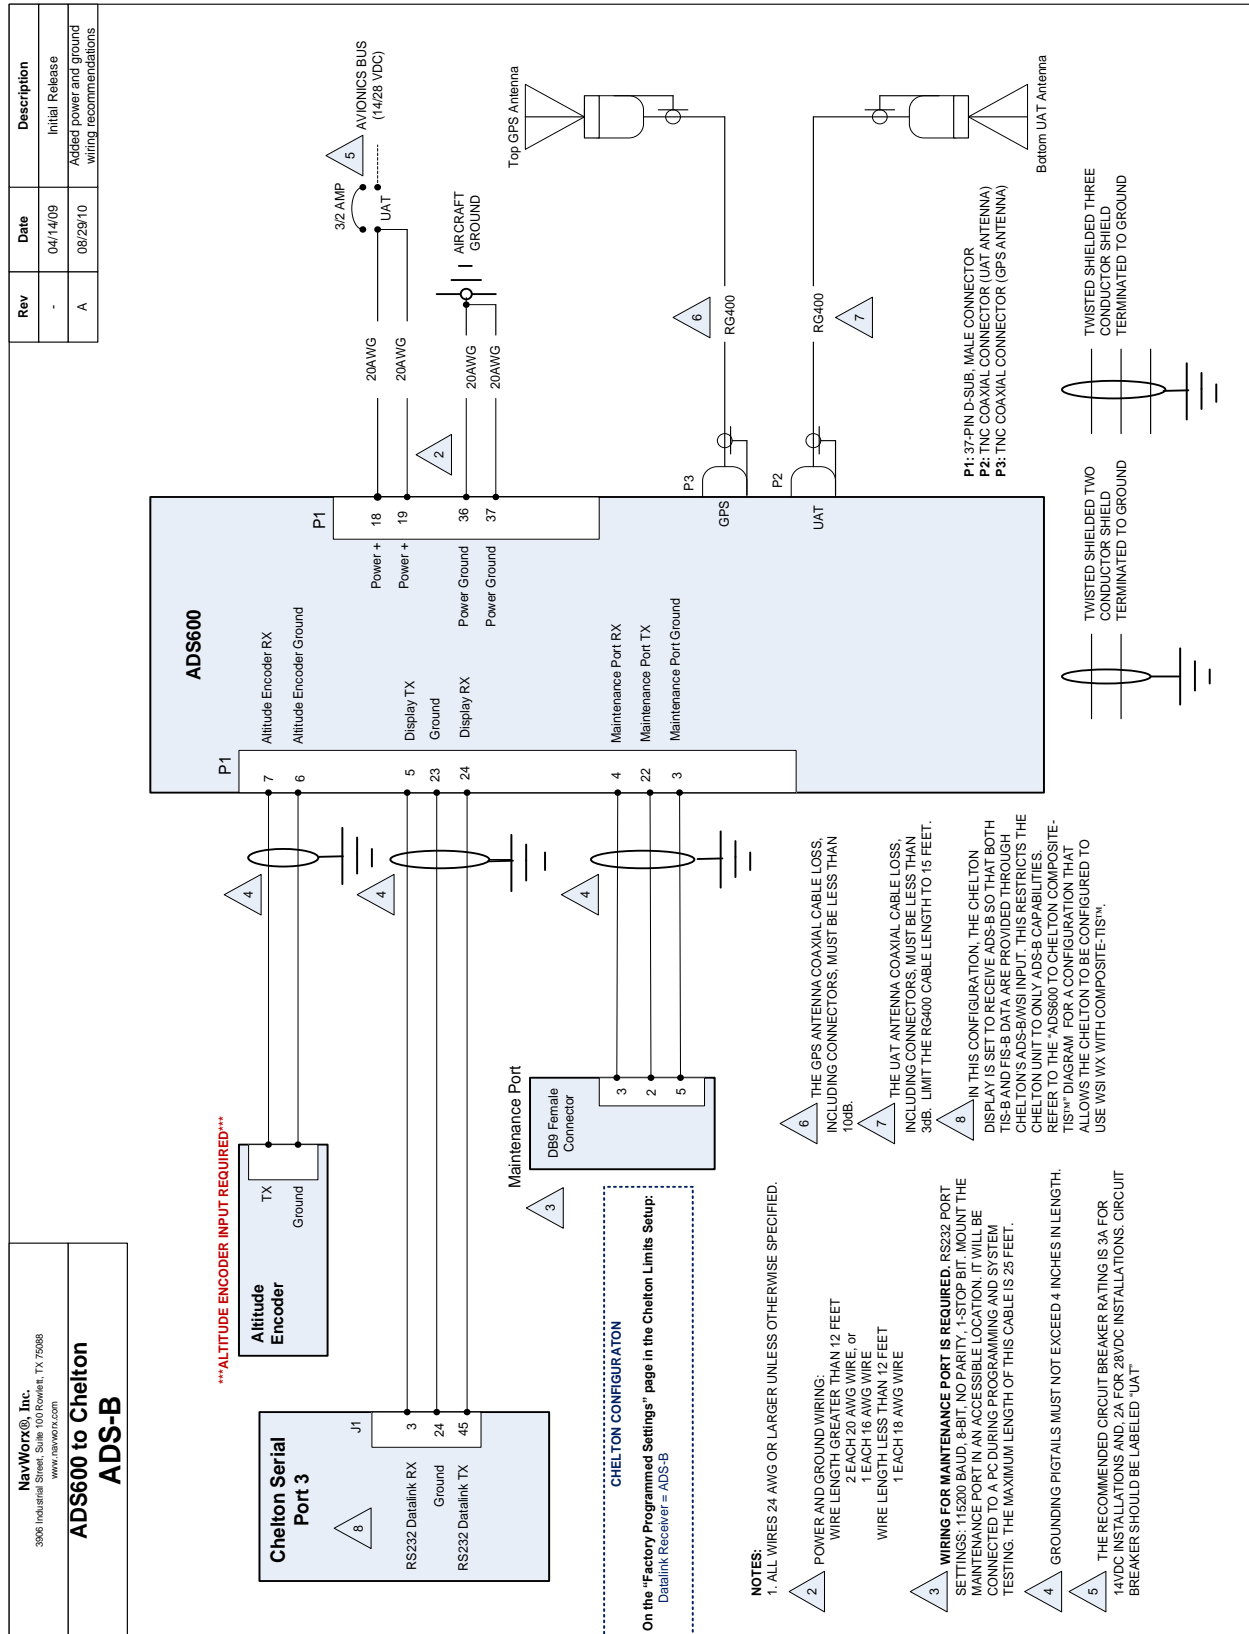 NavWorx®, Inc.
3906 Industrial Street, Suite 100 Rowlett, TX 75088
www.navworx.com
ADS600 to Chelton
ADS-B
Rev Date Description
- 04/14/09 Initial Release
A 08/29/10 Added power and ground
wiring recommendations
***ALTITUDE ENCODER INPUT REQUIRED***
Altitude
Encoder
TX
Ground
Chelton Serial
Port 3
8
J1
RS232 Datalink RX 3
Ground 24
RS232 Datalink TX 45
Maintenance Port
3
DB9 Female
Connector
3
2
5
4
4
4
ADS600
P1
7 Altitude Encoder RX
6 Altitude Encoder Ground
5 Display TX
23 Ground
24 Display RX
4 Maintenance Port RX
22 Maintenance Port TX
3 Maintenance Port Ground
P1
Power + 18
Power + 19
Power Ground 36
Power Ground 37
2
20AWG
20AWG
20AWG
20AWG
3/2 AMP
UAT
5
AVIONICS BUS
(14/28 VDC)
AIRCRAFT
GROUND
GPS
P3
6
RG400
Top GPS Antenna
UAT
P2
RG400
7
Bottom UAT Antenna
P1: 37-PIN D-SUB, MALE CONNECTOR
P2: TNC COAXIAL CONNECTOR (UAT ANTENNA)
P3: TNC COAXIAL CONNECTOR (GPS ANTENNA)
TWISTED SHIELDED TWO
CONDUCTOR SHIELD
TERMINATED TO GROUND
TWISTED SHIELDED THREE
CONDUCTOR SHIELD
TERMINATED TO GROUND
CHELTON CONFIGURATON
On the "Factory Programmed Settings" page in the Chelton Limits Setup:
Datalink Receiver = ADS-B
NOTES:
1. ALL WIRES 24 AWG OR LARGER UNLESS OTHERWISE SPECIFIED.
2 POWER AND GROUND WIRING:
WIRE LENGTH GREATER THAN 12 FEET
2 EACH 20 AWG WIRE, or
1 EACH 16 AWG WIRE
WIRE LENGTH LESS THAN 12 FEET
1 EACH 18 AWG WIRE
3 WIRING FOR MAINTENANCE PORT IS REQUIRED. RS232 PORT
SETTINGS: 115200 BAUD, 8-BIT, NO PARITY, 1-STOP BIT. MOUNT THE
MAINTENANCE PORT IN AN ACCESSIBLE LOCATION. IT WILL BE
CONNECTED TO A PC DURING PROGRAMMING AND SYSTEM
TESTING. THE MAXIMUM LENGTH OF THIS CABLE IS 25 FEET.
4 GROUNDING PIGTAILS MUST NOT EXCEED 4 INCHES IN LENGTH.
5 THE RECOMMENDED CIRCUIT BREAKER RATING IS 3A FOR
14VDC INSTALLATIONS AND, 2A FOR 28VDC INSTALLATIONS. CIRCUIT
BREAKER SHOULD BE LABELED "UAT"
6 THE GPS ANTENNA COAXIAL CABLE LOSS,
INCLUDING CONNECTORS, MUST BE LESS THAN
10dB.
7 THE UAT ANTENNA COAXIAL CABLE LOSS,
INCLUDING CONNECTORS, MUST BE LESS THAN
3dB. LIMIT THE RG400 CABLE LENGTH TO 15 FEET.
8 IN THIS CONFIGURATION, THE CHELTON
DISPLAY IS SET TO RECEIVE ADS-B SO THAT BOTH
TIS-B AND FIS-B DATA ARE PROVIDED THROUGH
CHELTON'S ADS-B/WSI INPUT. THIS RESTRICTS THE
CHELTON UNIT TO ONLY ADS-B CAPABILITIES.
REFER TO THE "ADS600 TO CHELTON COMPOSITE-
TIS™" DIAGRAM FOR A CONFIGURATION THAT
ALLOWS THE CHELTON TO BE CONFIGURED TO
USE WSI WX WITH COMPOSITE-TIS™.